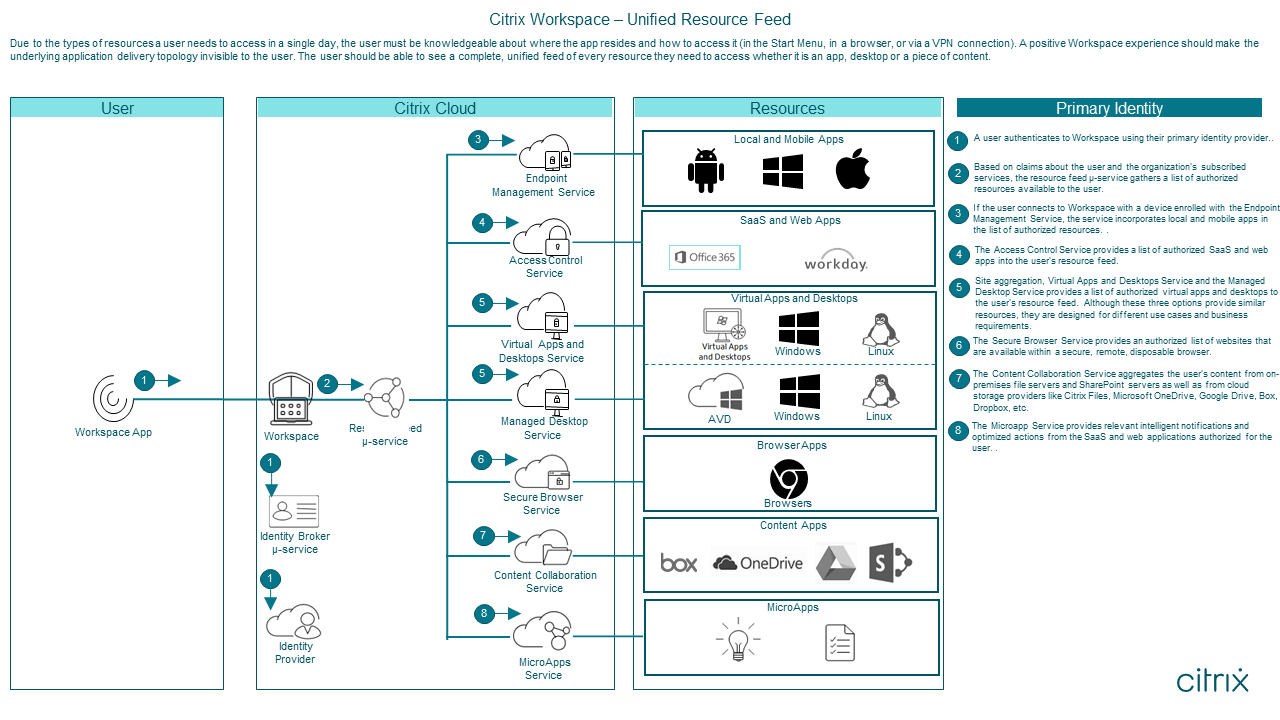 Citrix Workspace – Unified Resource Feed
Due to the types of resources a user needs to access in a single day, the user must be knowledgeable about where the app resides and how to access it (in the Start Menu, in a browser, or via a VPN connection). A positive Workspace experience should make the
underlying application delivery topology invisible to the user. The user should be able to see a complete, unified feed of every resource they need to access whether it is an app, desktop or a piece of content.
User
1
Workspace App
Citrix Cloud
Workspace
2
µ-service
1
Identity Broker
µ-service
1
Identity
Provider
3
Endpoint
Management Service
4
Access Control
Service
5
Virtual Apps and
Desktops Service
5
Managed Desktop
Service
6
Secure Browser
Service
7
Content Collaboration
Service
8
MicroApps
Service
Resources
Local and Mobile Apps
SaaS and Web Apps
Office 365
workday.
Virtual Apps and Desktops
Virtual Apps
and Desktops
Windows
Linux
AVD
Windows
Linux
Browser Apps
Browsers
Content Apps
box
OneDrive
S
MicroApps
Primary Identity
1
A user authenticates to Workspace using their primary identity provider..
2
Based on claims about the user and the organization's subscribed
services, the resource feed µ-service gathers a list of authorized
resources available to the user.
3
If the user connects to Workspace with a device enrolled with the Endpoint
Management Service, the service incorporates local and mobile apps in
the list of authorized resources. .
4
The Access Control Service provides a list of authorized SaaS and web
apps into the user's resource feed.
5
Site aggregation, Virtual Apps and Desktops Service and the Managed
Desktop Service provides a list of authorized virtual apps and desktops to
the user's resource feed. Although these three options provide similar
resources, they are designed for different use cases and business
requirements.
6
The Secure Browser Service provides an authorized list of websites that
are available within a secure, remote, disposable browser.
7
The Content Collaboration Service aggregates the user's content from on-
premises file servers and SharePoint servers as well as from cloud
storage providers like Citrix Files, Microsoft OneDrive, Google Drive, Box,
Dropbox, etc.
8
The Microapp Service provides relevant intelligent notifications and
optimized actions from the SaaS and web applications authorized for the
user. .
citrix